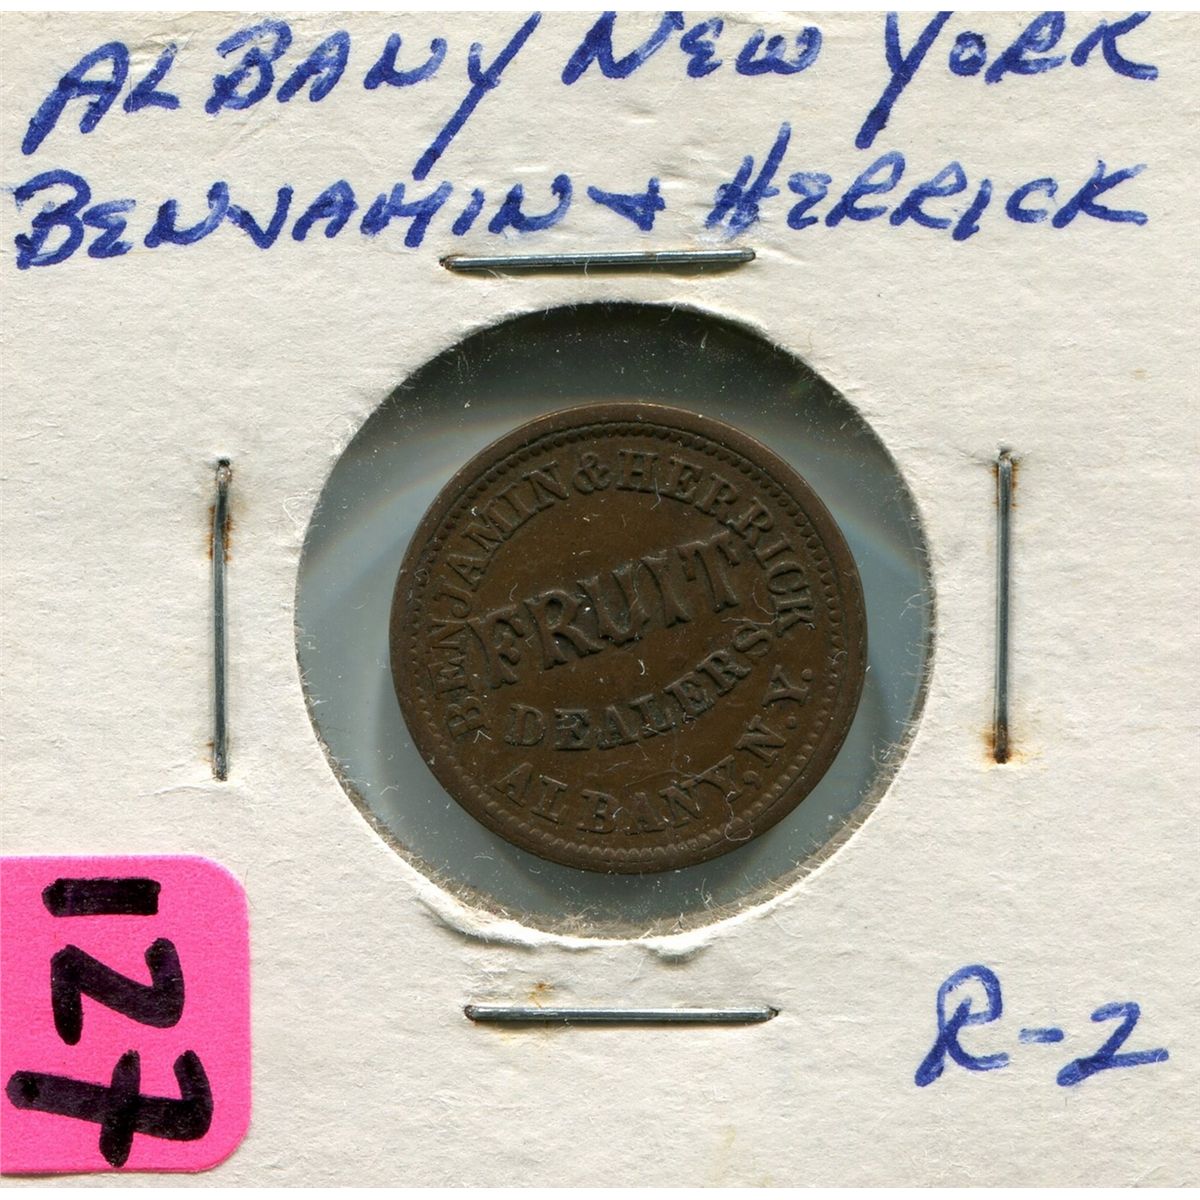 ALBANY NEW YORK
BENJAMIN & HERRICK
BENJAMIN & HERRICK
FRUIT
DEALERS
ALBANY, N.Y.
127
R-2